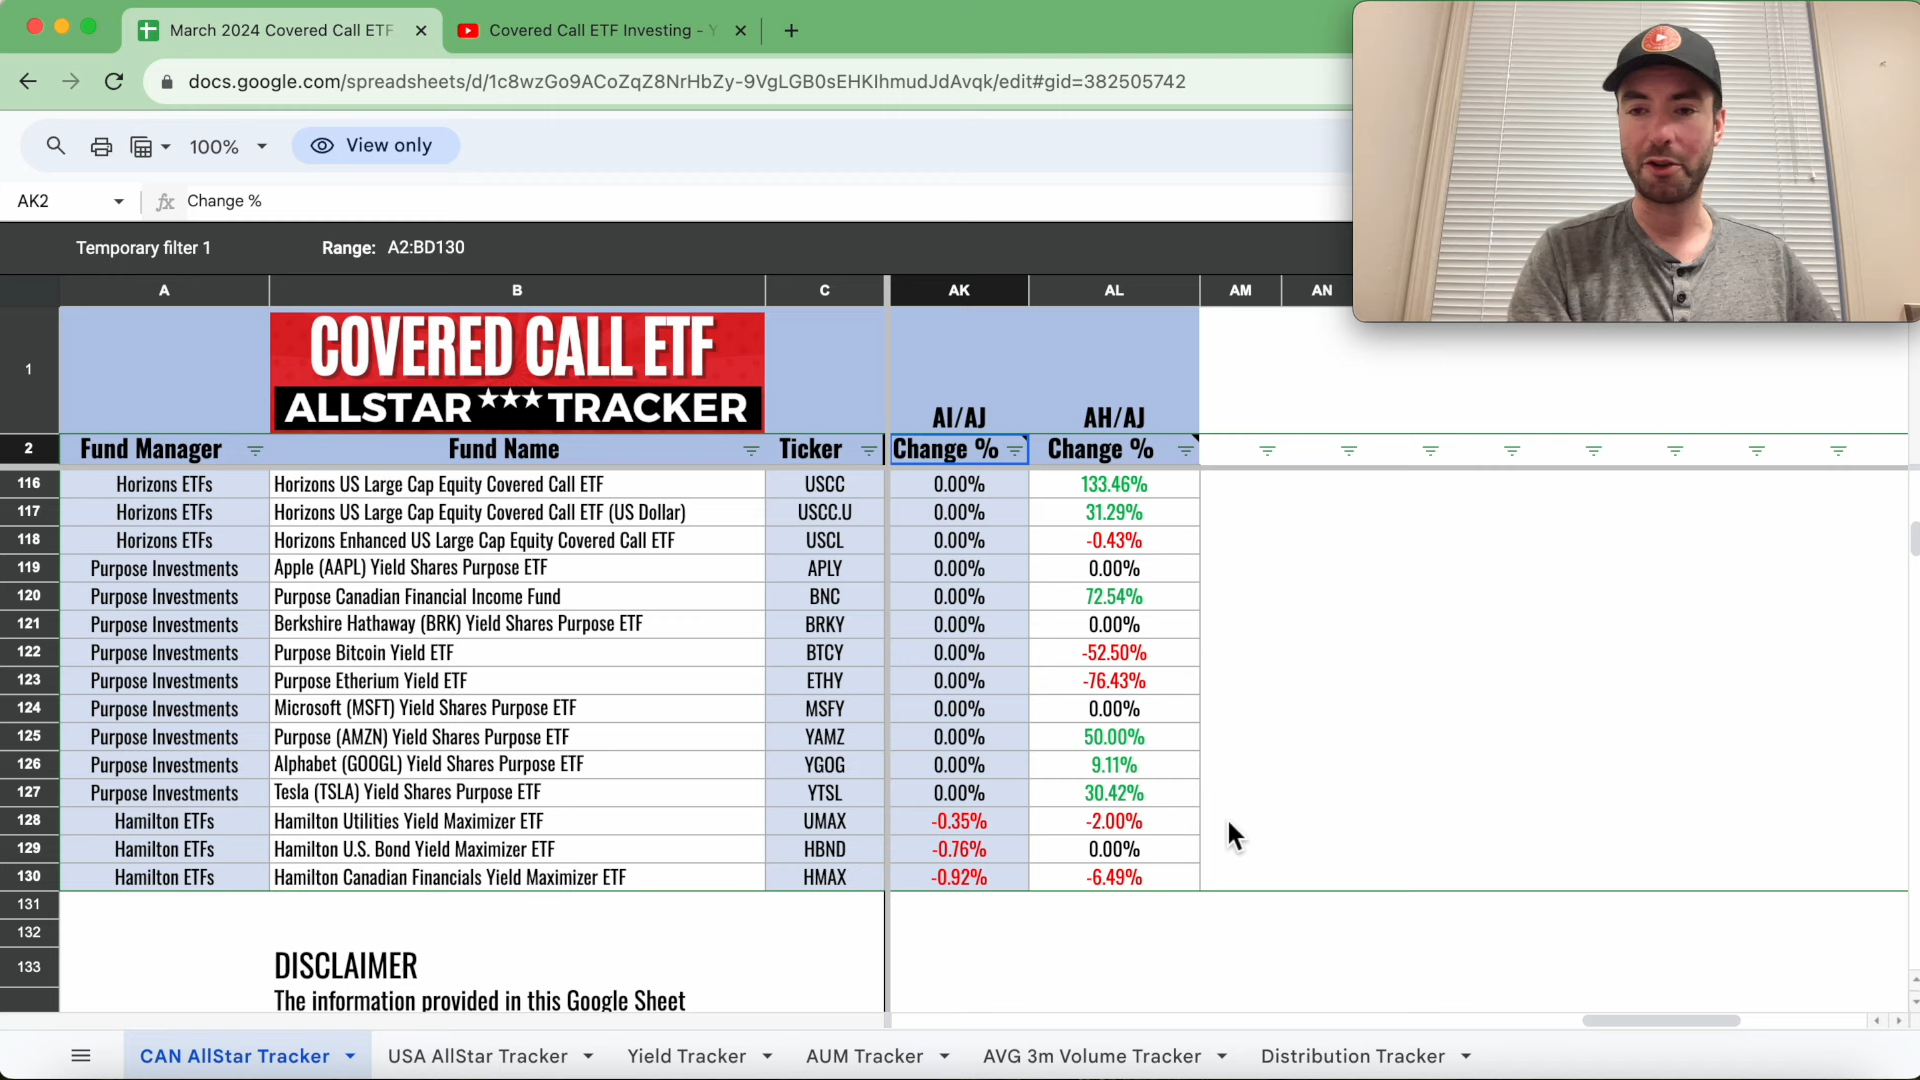 March 2024 Covered Call ETF
Covered Call ETF Investing - Y
docs.google.com/spreadsheets/d/1c8wzGo9ACoZqZ8NrHbZy-9VgLGB0sEHKIhmudJdAvqk/edit#gid=382505742
100% View only
AK2 fx Change %
Temporary filter 1 Range: A2:BD130
A B C AK AL AM AN
1 COVERED CALL ETF
ALLSTAR ★★★ TRACKER AI/AJ AH/AJ
2 Fund Manager Fund Name Ticker Change % Change %
116 Horizons ETFs Horizons US Large Cap Equity Covered Call ETF USCC 0.00% 133.46%
117 Horizons ETFs Horizons US Large Cap Equity Covered Call ETF (US Dollar) USCC.U 0.00% 31.29%
118 Horizons ETFs Horizons Enhanced US Large Cap Equity Covered Call ETF USCL 0.00% -0.43%
119 Purpose Investments Apple (AAPL) Yield Shares Purpose ETF APLY 0.00% 0.00%
120 Purpose Investments Purpose Canadian Financial Income Fund BNC 0.00% 72.54%
121 Purpose Investments Berkshire Hathaway (BRK) Yield Shares Purpose ETF BRKY 0.00% 0.00%
122 Purpose Investments Purpose Bitcoin Yield ETF BTCY 0.00% -52.50%
123 Purpose Investments Purpose Etherium Yield ETF ETHY 0.00% -76.43%
124 Purpose Investments Microsoft (MSFT) Yield Shares Purpose ETF MSFY 0.00% 0.00%
125 Purpose Investments Purpose (AMZN) Yield Shares Purpose ETF YAMZ 0.00% 50.00%
126 Purpose Investments Alphabet (GOOGL) Yield Shares Purpose ETF YGOG 0.00% 9.11%
127 Purpose Investments Tesla (TSLA) Yield Shares Purpose ETF YTSL 0.00% 30.42%
128 Hamilton ETFs Hamilton Utilities Yield Maximizer ETF UMAX -0.35% -2.00%
129 Hamilton ETFs Hamilton U.S. Bond Yield Maximizer ETF HBND -0.76% 0.00%
130 Hamilton ETFs Hamilton Canadian Financials Yield Maximizer ETF HMAX -0.92% -6.49%
131
132
133 DISCLAIMER
The information provided in this Google Sheet
CAN AllStar Tracker USA AllStar Tracker Yield Tracker AUM Tracker AVG 3m Volume Tracker Distribution Tracker